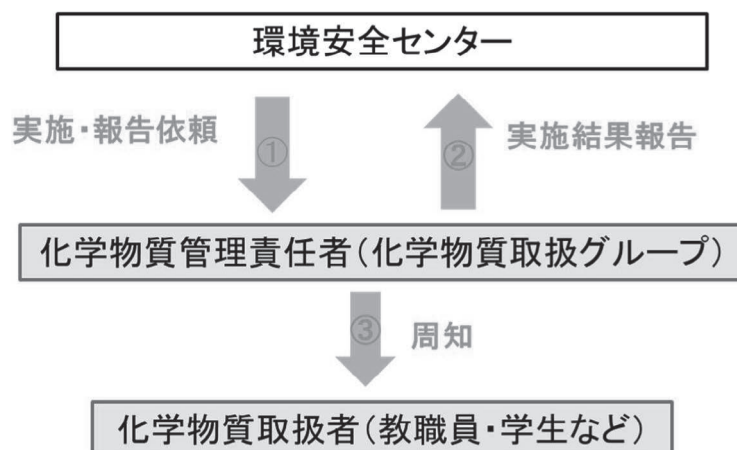 環境安全センター
実施・報告依頼
①
②
実施結果報告
化学物質管理責任者(化学物質取扱グループ)
③
周知
化学物質取扱者(教職員・学生など)